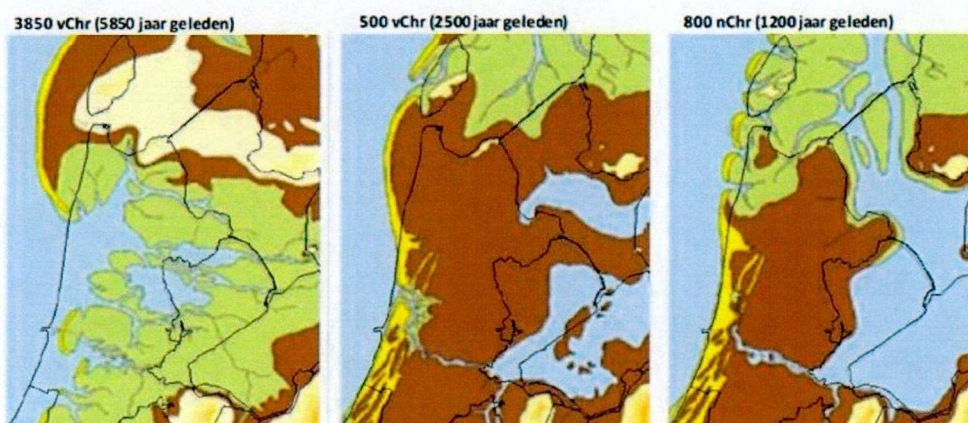 3850 vChr (5850 jaar geleden)
500 vChr (2500 jaar geleden)
800 nChr (1200 jaar geleden)